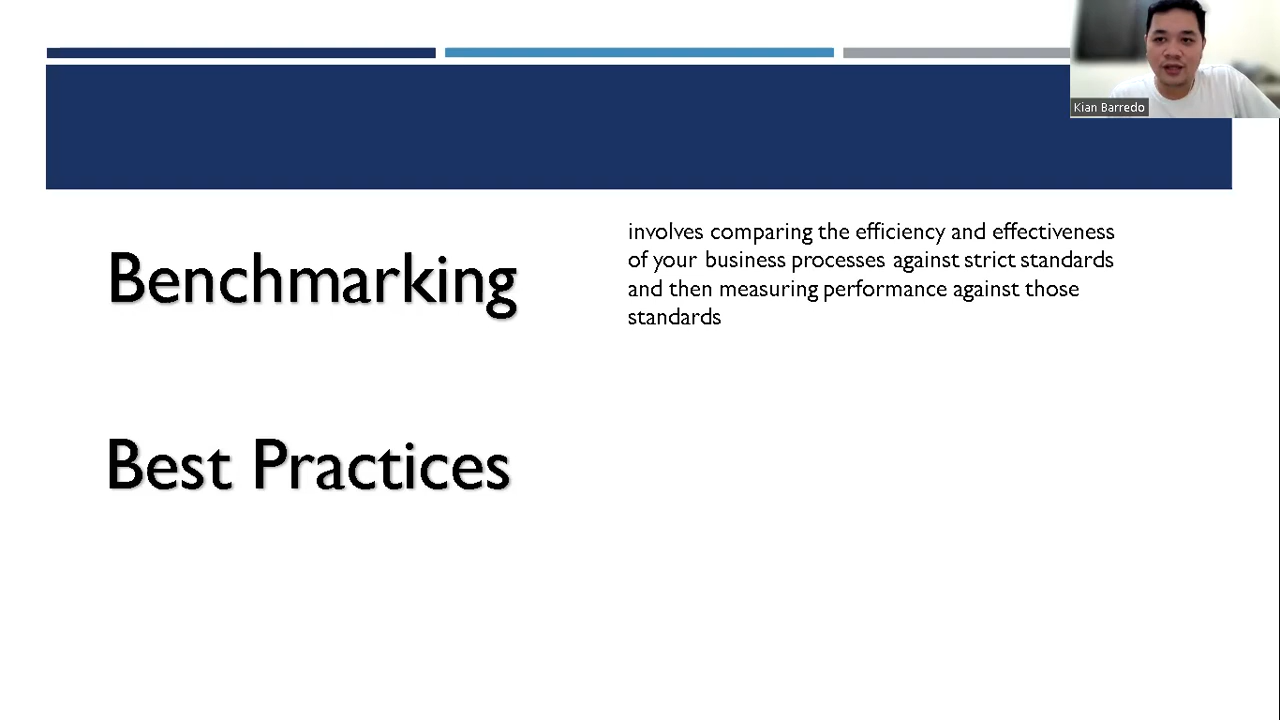 Kian Barredo
Benchmarking
involves comparing the efficiency and effectiveness
of your business processes against strict standards
and then measuring performance against those
standards
Best Practices